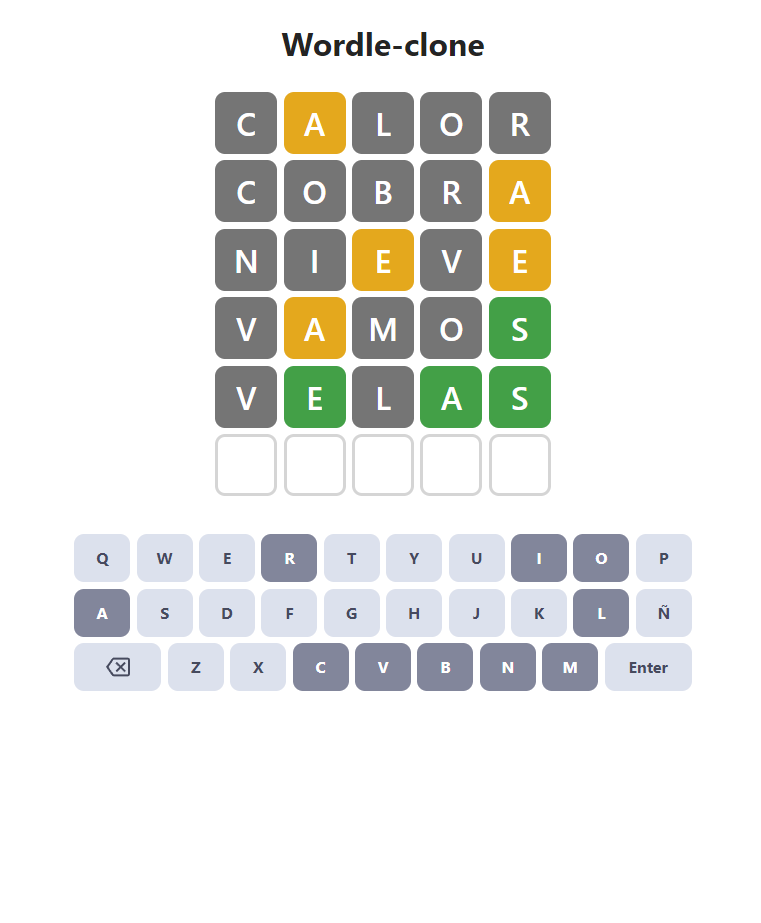 Wordle-clone
C A L O R
C O B R A
N I E V E
V A M O S
V E L A S
Q W E R T Y U I O P
A S D F G H J K L Ñ
Z X C V B N M Enter